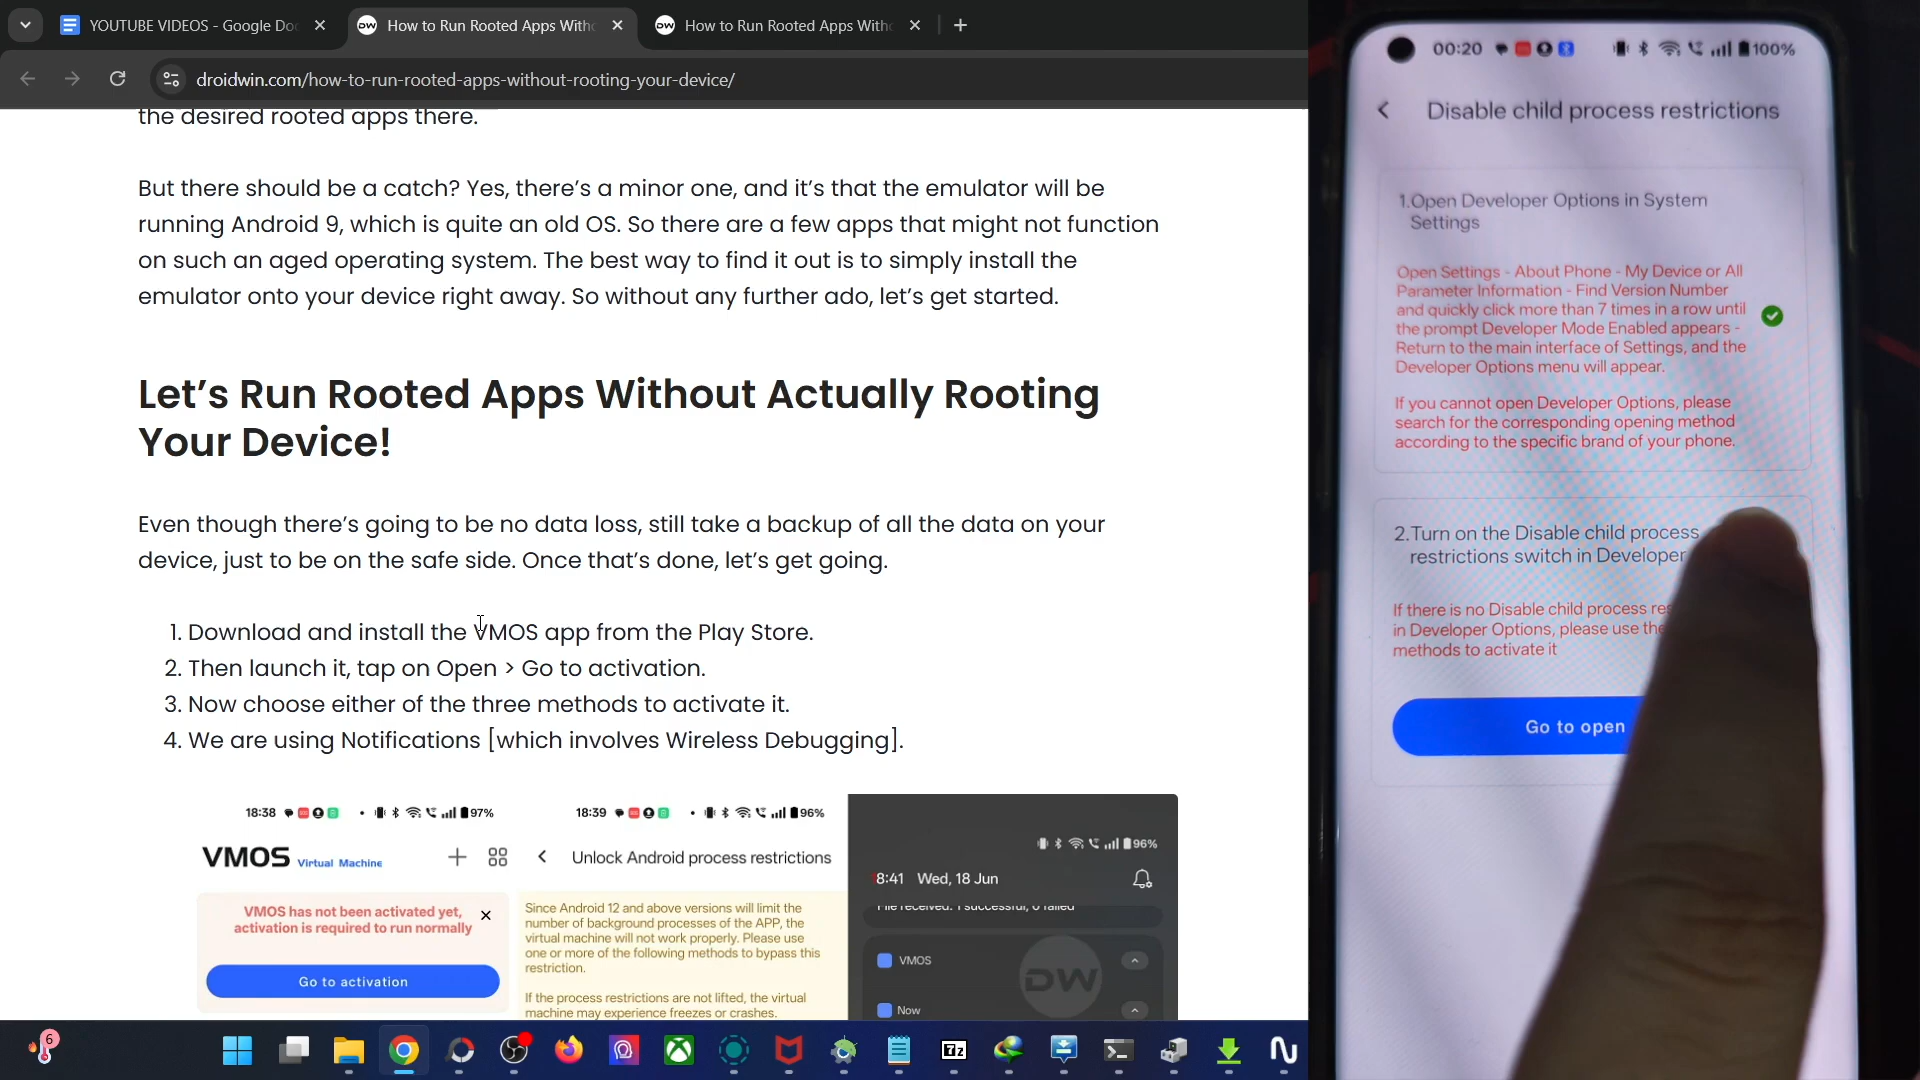 YOUTUBE VIDEOS - Google Do
How to Run Rooted Apps With
How to Run Rooted Apps With
droidwin.com/how-to-run-rooted-apps-without-rooting-your-device/
the desired rooted apps there.
But there should be a catch? Yes, there's a minor one, and it's that the emulator will be
running Android 9, which is quite an old OS. So there are a few apps that might not function
on such an aged operating system. The best way to find it out is to simply install the
emulator onto your device right away. So without any further ado, let's get started.
Let's Run Rooted Apps Without Actually Rooting
Your Device!
Even though there's going to be no data loss, still take a backup of all the data on your
device, just to be on the safe side. Once that's done, let's get going.
1. Download and install the VMOS app from the Play Store.
2. Then launch it, tap on Open > Go to activation.
3. Now choose either of the three methods to activate it.
4. We are using Notifications [which involves Wireless Debugging].
18:38 97%
VMOS Virtual Machine
VMOS has not been activated yet,
activation is required to run normally
Go to activation
18:39 96%
Unlock Android process restrictions
Since Android 12 and above versions will limit the
number of background processes of the APP, the
virtual machine will not work properly. Please use
one or more of the following methods to bypass this
restriction.
If the process restrictions are not lifted, the virtual
machine may experience freezes or crashes.
96%
8:41 Wed, 18 Jun
VMOS
DW
Now
6
00:20 100%
Disable child process restrictions
1.Open Developer Options in System
Settings
Open Settings - About Phone - My Device or All
Parameter Information - Find Version Number
and quickly click more than 7 times in a row until
the prompt Developer Mode Enabled appears -
Return to the main interface of Settings, and the
Developer Options menu will appear.
If you cannot open Developer Options, please
search for the corresponding opening method
according to the specific brand of your phone.
2.Turn on the Disable child process
restrictions switch in Developer
If there is no Disable child process
in Developer Options, please use the
methods to activate it
Go to open